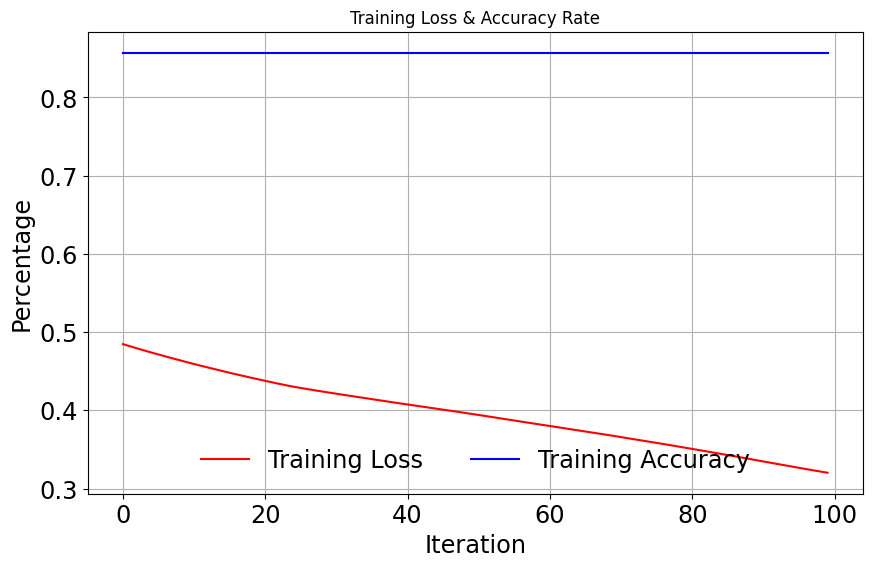 Training Loss & Accuracy Rate
Percentage
0.8
0.7
0.6
0.5
0.4
0.3
Training Loss
Training Accuracy
0 20 40 60 80 100
Iteration